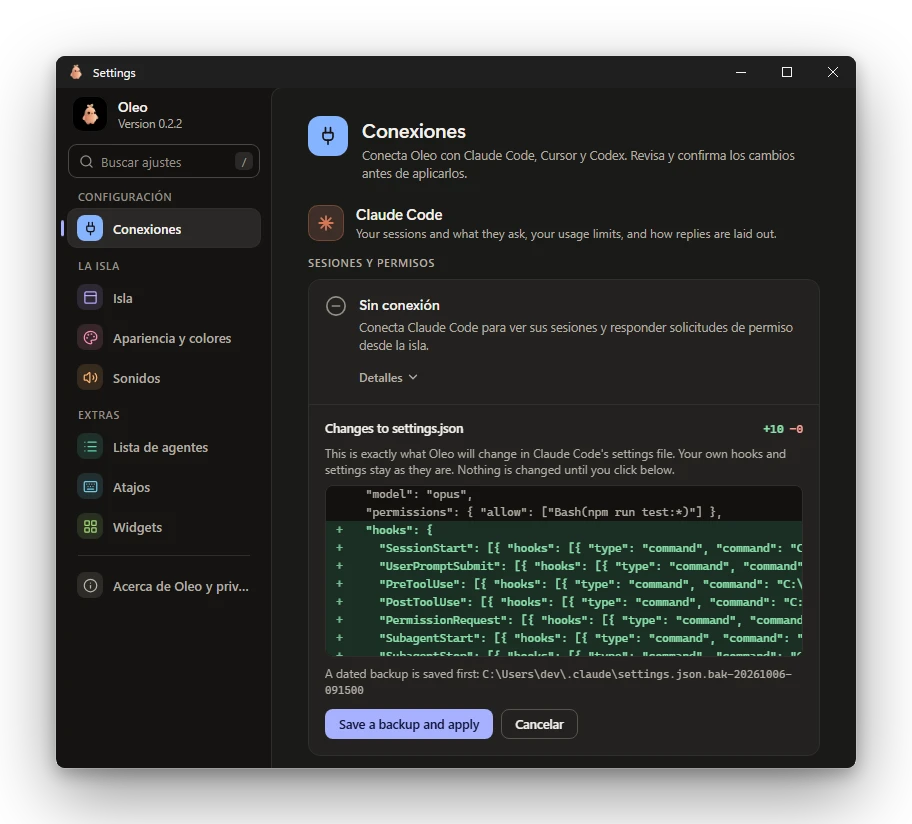 Settings
Oleo
Version 0.2.2
Buscar ajustes
/
CONFIGURACIÓN
Conexiones
LA ISLA
Isla
Apariencia y colores
Sonidos
EXTRAS
Lista de agentes
Atajos
Widgets
Acerca de Oleo y priv...
Conexiones
Conecta Oleo con Claude Code, Cursor y Codex. Revisa y confirma los cambios
antes de aplicarlos.
Claude Code
Your sessions and what they ask, your usage limits, and how replies are laid out.
SESIONES Y PERMISOS
Sin conexión
Conecta Claude Code para ver sus sesiones y responder solicitudes de permiso
desde la isla.
Detalles
Changes to settings.json
+10 −0
This is exactly what Oleo will change in Claude Code's settings file. Your own hooks and
settings stay as they are. Nothing is changed until you click below.
"model": "opus",
"permissions": { "allow": ["Bash(npm run test:*)"] },
+ "hooks": {
+ "SessionStart": [{ "hooks": [{ "type": "command", "command": "C
+ "UserPromptSubmit": [{ "hooks": [{ "type": "command", "command"
+ "PreToolUse": [{ "hooks": [{ "type": "command", "command": "C:\
+ "PostToolUse": [{ "hooks": [{ "type": "command", "command": "C:
+ "PermissionRequest": [{ "hooks": [{ "type": "command", "command
+ "SubagentStart": [{ "hooks": [{ "type": "command", "command": "
+ "SubagentStop": [{ "hooks": [{ "type": "command", "command": "C
A dated backup is saved first: C:\Users\dev\.claude\settings.json.bak-20261006-
091500
Save a backup and apply
Cancelar